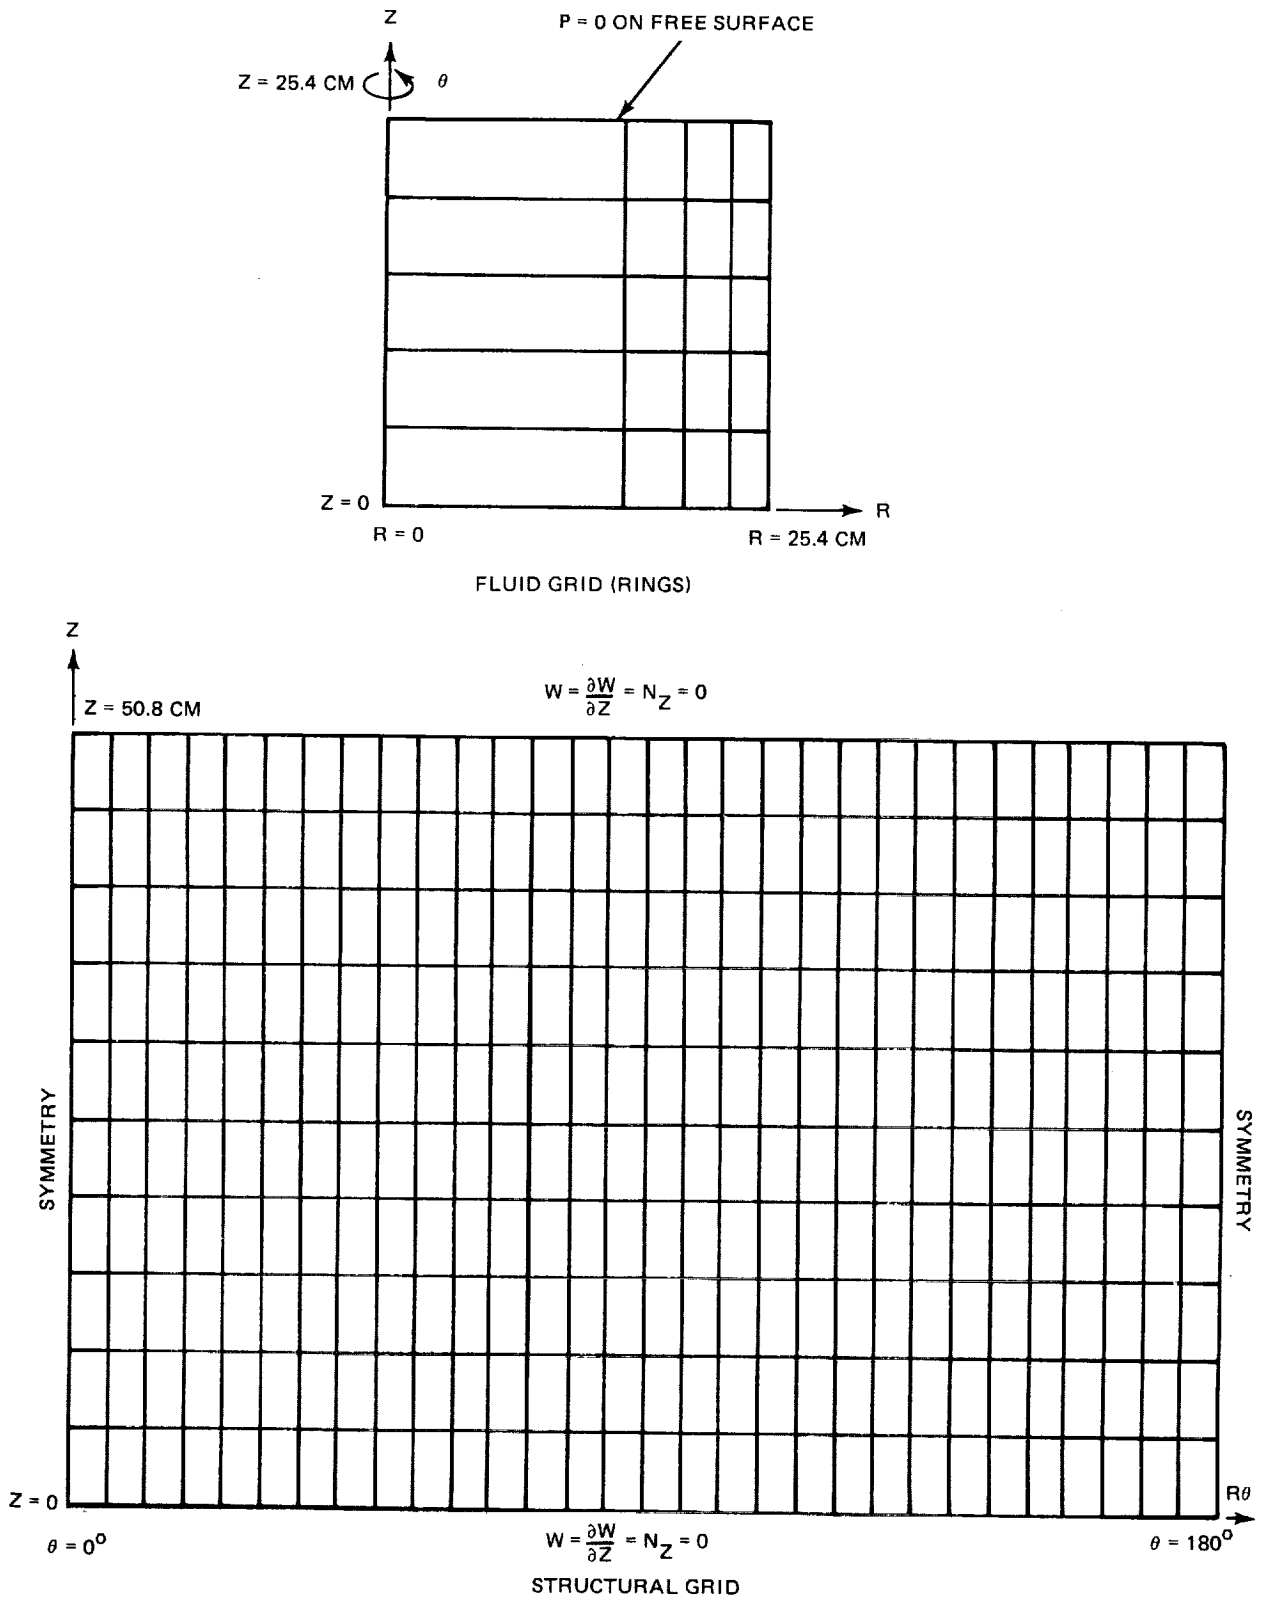 Z
P = 0 ON FREE SURFACE
Z = 25.4 CM
θ
Z = 0
R
R = 0
R = 25.4 CM
FLUID GRID (RINGS)
Z
Z = 50.8 CM
W = ∂W/∂Z = N_Z = 0
SYMMETRY
SYMMETRY
Z = 0
Rθ
θ = 0°
W = ∂W/∂Z = N_Z = 0
θ = 180°
STRUCTURAL GRID